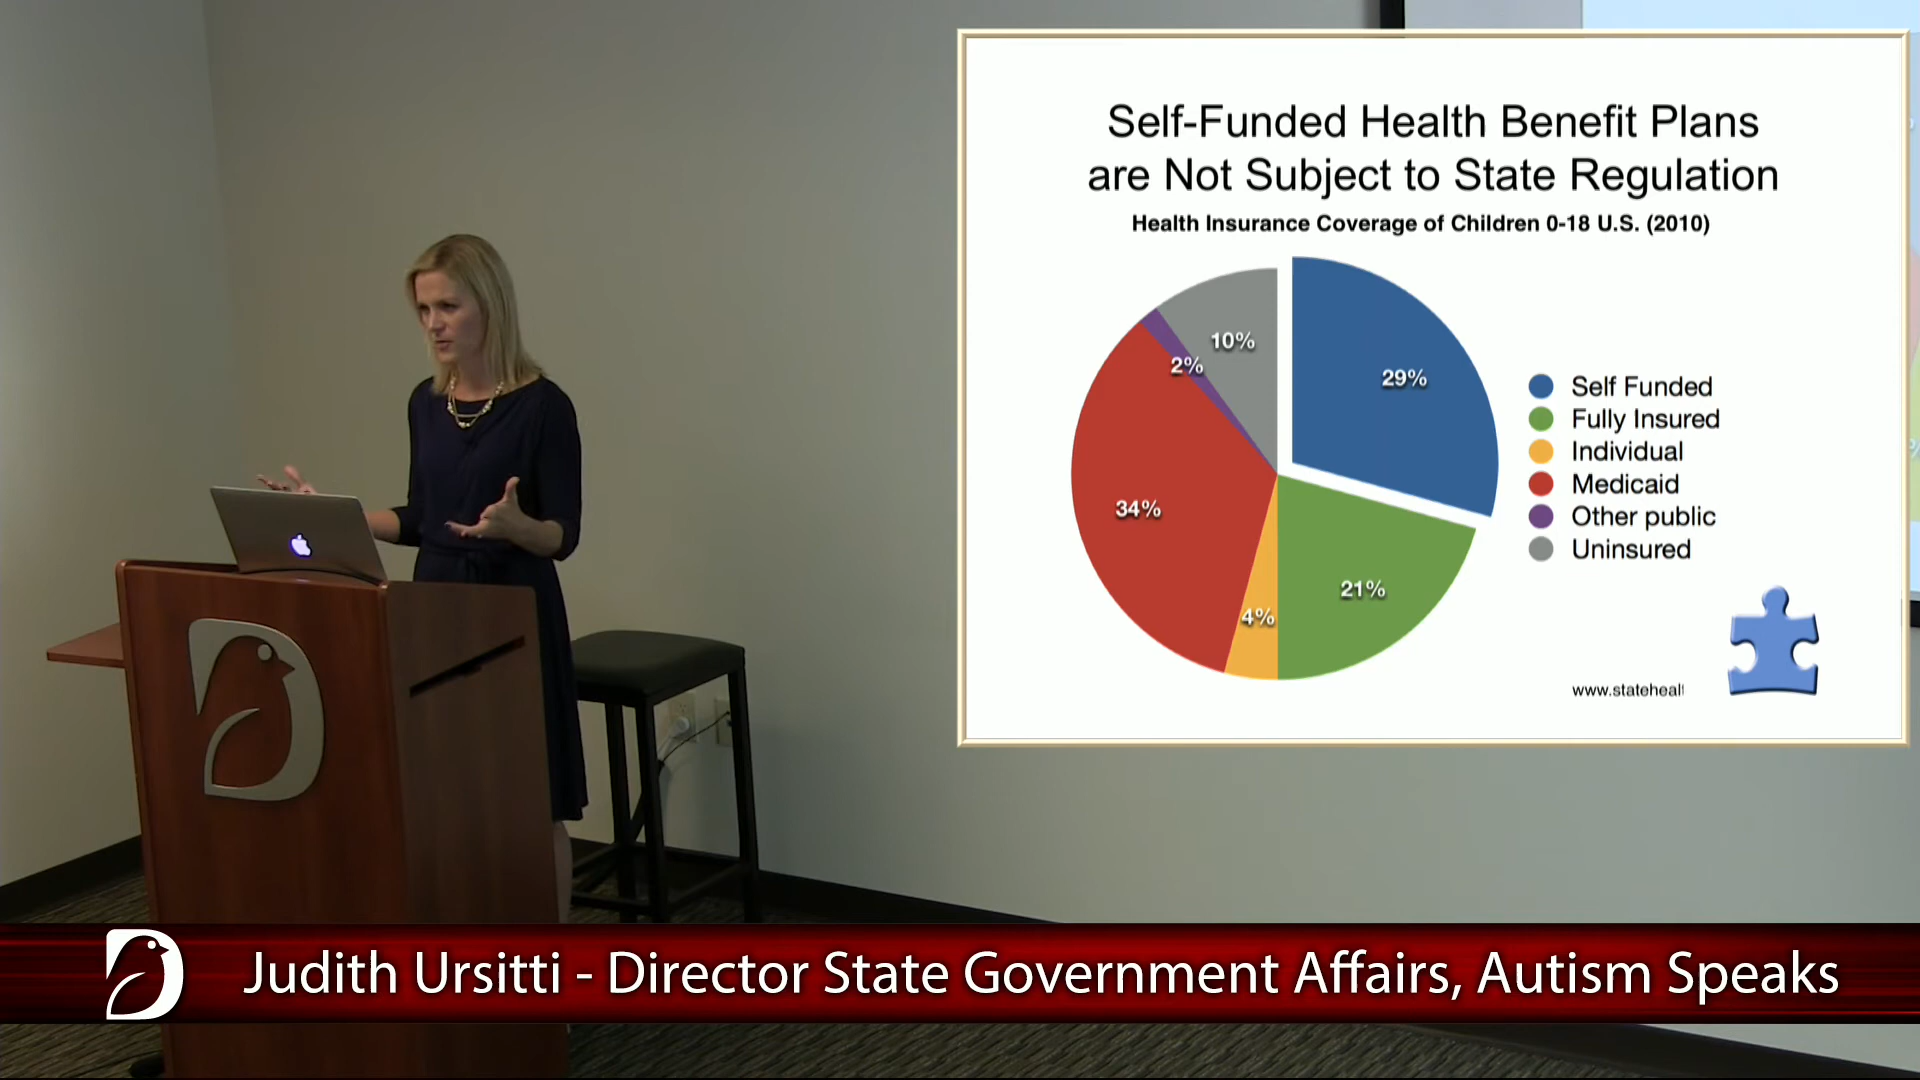 Self-Funded Health Benefit Plans
are Not Subject to State Regulation
Health Insurance Coverage of Children 0-18 U.S. (2010)
10%
2%
29%
34%
21%
4%
Self Funded
Fully Insured
Individual
Medicaid
Other public
Uninsured
www.statehealt
Judith Ursitti - Director State Government Affairs, Autism Speaks